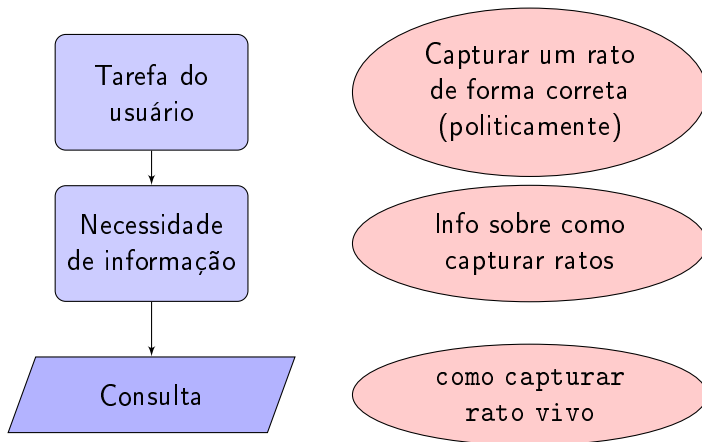 Tarefa do
usuário
Capturar um rato
de forma correta
(politicamente)
Necessidade
de informação
Info sobre como
capturar ratos
Consulta
como capturar
rato vivo